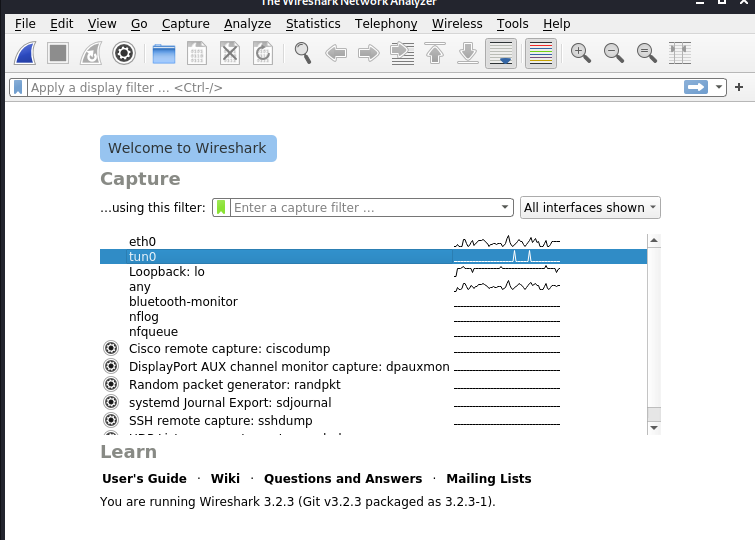 The Wireshark Network Analyzer
File Edit View Go Capture Analyze Statistics Telephony Wireless Tools Help
Apply a display filter ... <Ctrl-/>
+
Welcome to Wireshark
Capture
...using this filter: Enter a capture filter ... All interfaces shown
eth0
tun0
Loopback: lo
any
bluetooth-monitor
nflog
nfqueue
Cisco remote capture: ciscodump
DisplayPort AUX channel monitor capture: dpauxmon
Random packet generator: randpkt
systemd Journal Export: sdjournal
SSH remote capture: sshdump
Learn
User's Guide · Wiki · Questions and Answers · Mailing Lists
You are running Wireshark 3.2.3 (Git v3.2.3 packaged as 3.2.3-1).